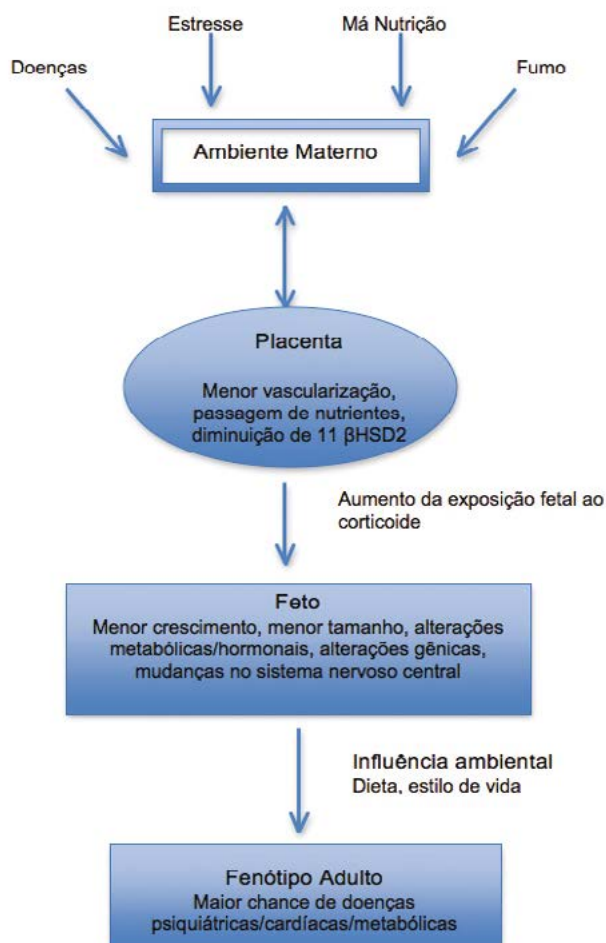 Estresse
Má Nutrição
Doenças
Fumo
Ambiente Materno
Placenta
Menor vascularização,
passagem de nutrientes,
diminuição de 11 βHSD2
Aumento da exposição fetal ao
corticoide
Feto
Menor crescimento, menor tamanho, alterações
metabólicas/hormonais, alterações gênicas,
mudanças no sistema nervoso central
Influência ambiental
Dieta, estilo de vida
Fenótipo Adulto
Maior chance de doenças
psiquiátricas/cardíacas/metabólicas